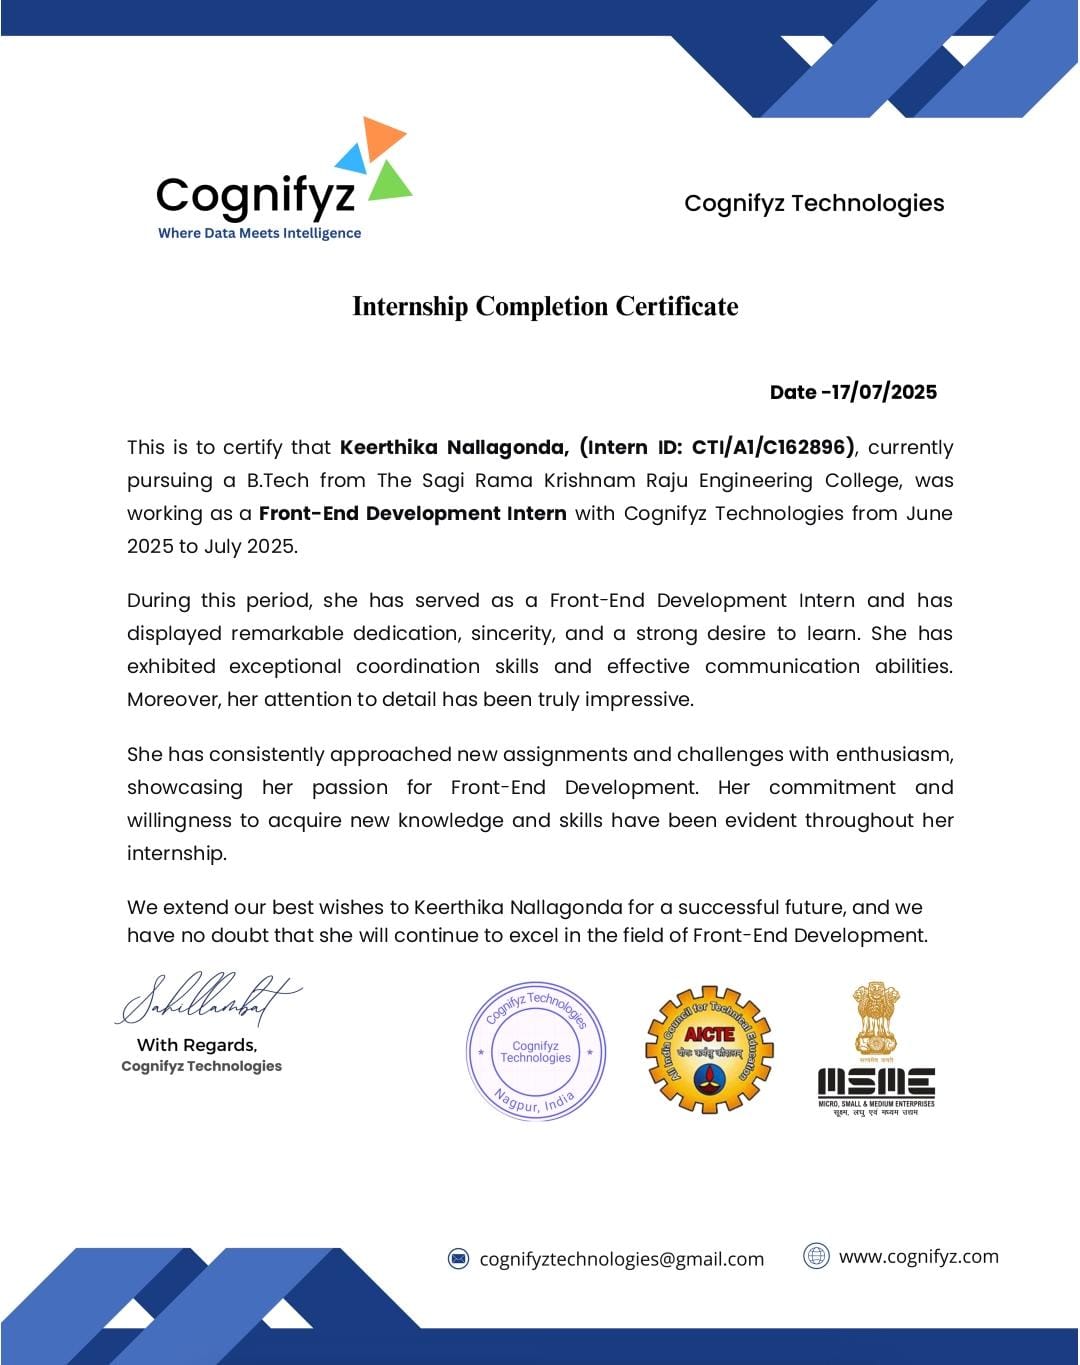 Cognifyz
Where Data Meets Intelligence
Cognifyz Technologies
Internship Completion Certificate
Date -17/07/2025
This is to certify that Keerthika Nallagonda, (Intern ID: CTI/A1/C162896), currently
pursuing a B.Tech from The Sagi Rama Krishnam Raju Engineering College, was
working as a Front-End Development Intern with Cognifyz Technologies from June
2025 to July 2025.
During this period, she has served as a Front-End Development Intern and has
displayed remarkable dedication, sincerity, and a strong desire to learn. She has
exhibited exceptional coordination skills and effective communication abilities.
Moreover, her attention to detail has been truly impressive.
She has consistently approached new assignments and challenges with enthusiasm,
showcasing her passion for Front-End Development. Her commitment and
willingness to acquire new knowledge and skills have been evident throughout her
internship.
We extend our best wishes to Keerthika Nallagonda for a successful future, and we
have no doubt that she will continue to excel in the field of Front-End Development.
Sahillambat
With Regards,
Cognifyz Technologies
Cognifyz Technologies
Cognifyz
Technologies
Nagpur, India
All India Council for Technical Education
AICTE
योगः कर्मसु कौशलम्
सत्यमेव जयते
MSME
MICRO, SMALL & MEDIUM ENTERPRISES
सूक्ष्म, लघु एवं मध्यम उद्यम
cognifyztechnologies@gmail.com
www.cognifyz.com